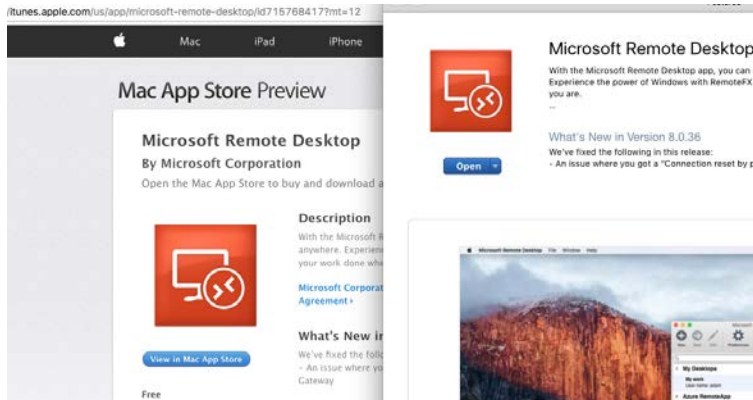 /itunes.apple.com/us/app/microsoft-remote-desktop/id715768417?mt=12
Mac iPad iPhone
Mac App Store Preview
Microsoft Remote Desktop
By Microsoft Corporation
Open the Mac App Store to buy and download a
Description
With the Microsoft R
anywhere. Experienc
your work done whe
Microsoft Corporat
Agreement
What's New in
We've fixed the follo
- An issue where yo
Gateway
View in Mac App Store
Free
Microsoft Remote Desktop
With the Microsoft Remote Desktop app, you can
Experience the power of Windows with RemoteFX
you are.
...
What's New in Version 8.0.36
We've fixed the following in this release:
- An issue where you got a "Connection reset by p
Open
Microsoft Remote Desktop File Window Help
My Desktops
My work
User name: adam
Azure RemoteApp